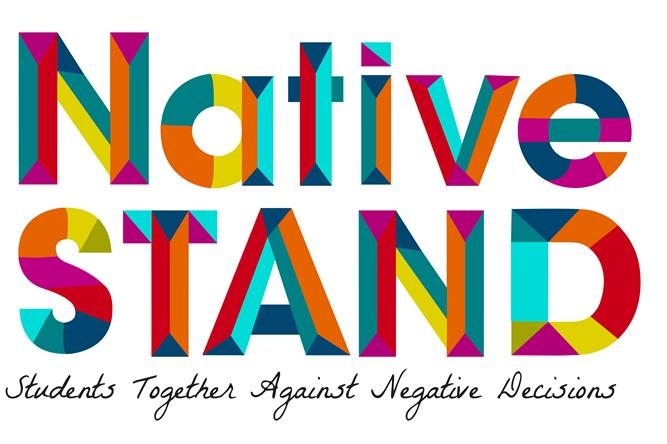 Native
STAND
Students Together Against Negative Decisions